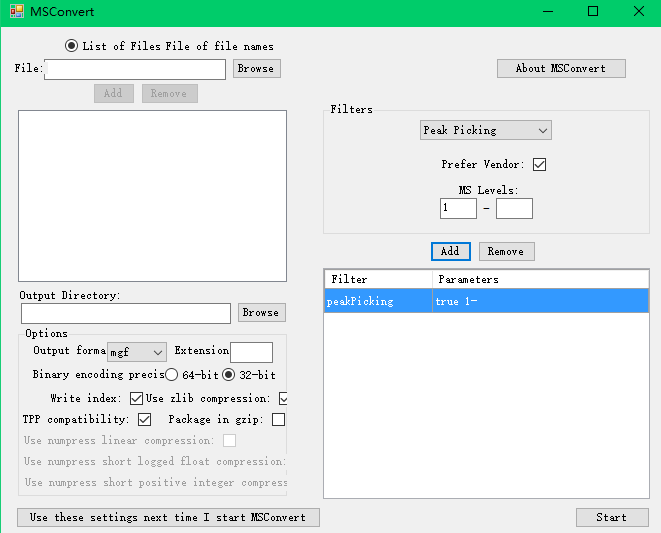 MSConvert
List of Files File of file names
File: Browse
About MSConvert
Add Remove
Filters
Peak Picking
Prefer Vendor:
MS Levels:
1 -
Add Remove
Filter Parameters
peakPicking true 1-
Output Directory:
Browse
Options
Output forma mgf Extension
Binary encoding precis 64-bit 32-bit
Write index: Use zlib compression:
TPP compatibility: Package in gzip:
Use numpress linear compression:
Use numpress short logged float compression:
Use numpress short positive integer compress
Use these settings next time I start MSConvert
Start